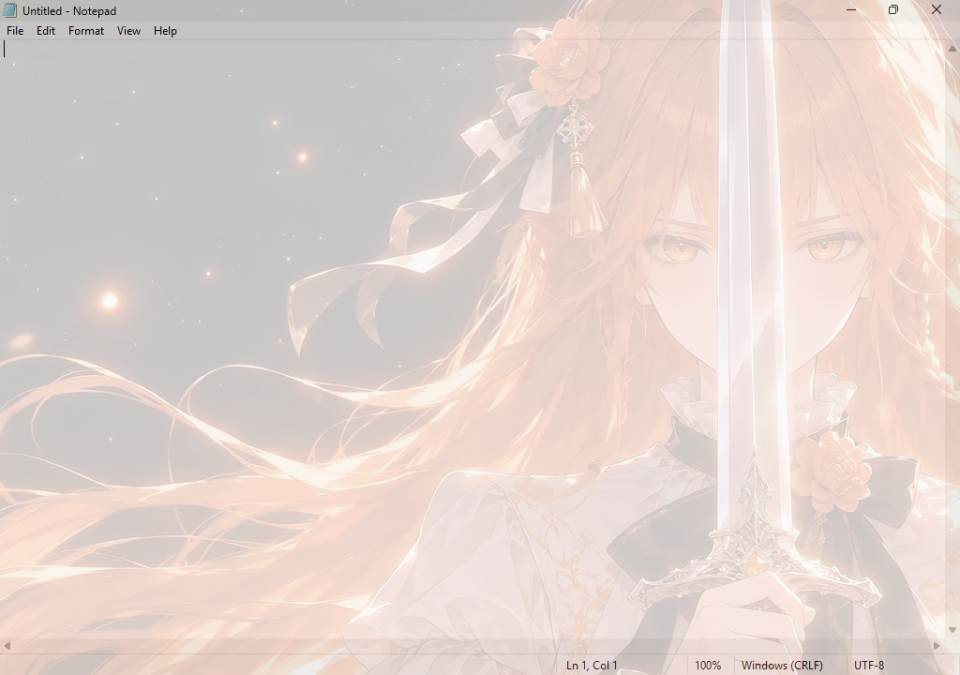 Untitled - Notepad
File Edit Format View Help
Ln 1, Col 1 100% Windows (CRLF) UTF-8